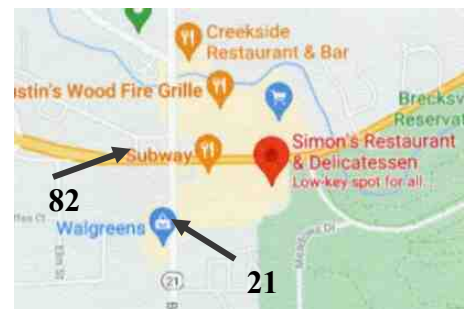 Creekside
Restaurant & Bar
ustin's Wood Fire Grille
Brecksv
Reservat
Subway
Simon's Restaurant
& Delicatessen
Low-key spot for all...
82
Walgreens
21
21